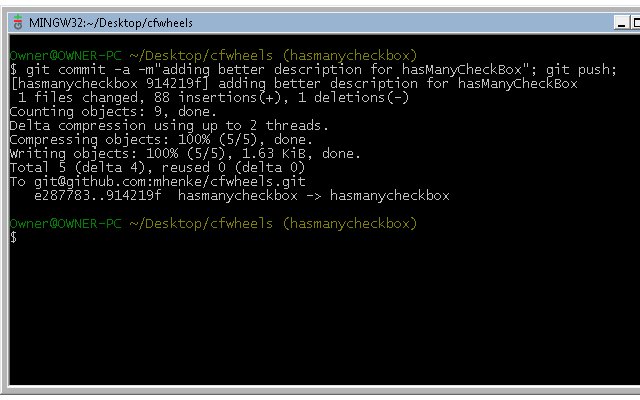 MINGW32:~/Desktop/cfwheels
Owner@OWNER-PC ~/Desktop/cfwheels (hasmanycheckbox)
$ git commit -a -m"adding better description for hasManyCheckBox"; git push;
[hasmanycheckbox 914219f] adding better description for hasManyCheckBox
 1 files changed, 88 insertions(+), 1 deletions(-)
Counting objects: 9, done.
Delta compression using up to 2 threads.
Compressing objects: 100% (5/5), done.
Writing objects: 100% (5/5), 1.63 KiB, done.
Total 5 (delta 4), reused 0 (delta 0)
To git@github.com:mhenke/cfwheels.git
   e287783..914219f  hasmanycheckbox -> hasmanycheckbox
Owner@OWNER-PC ~/Desktop/cfwheels (hasmanycheckbox)
$